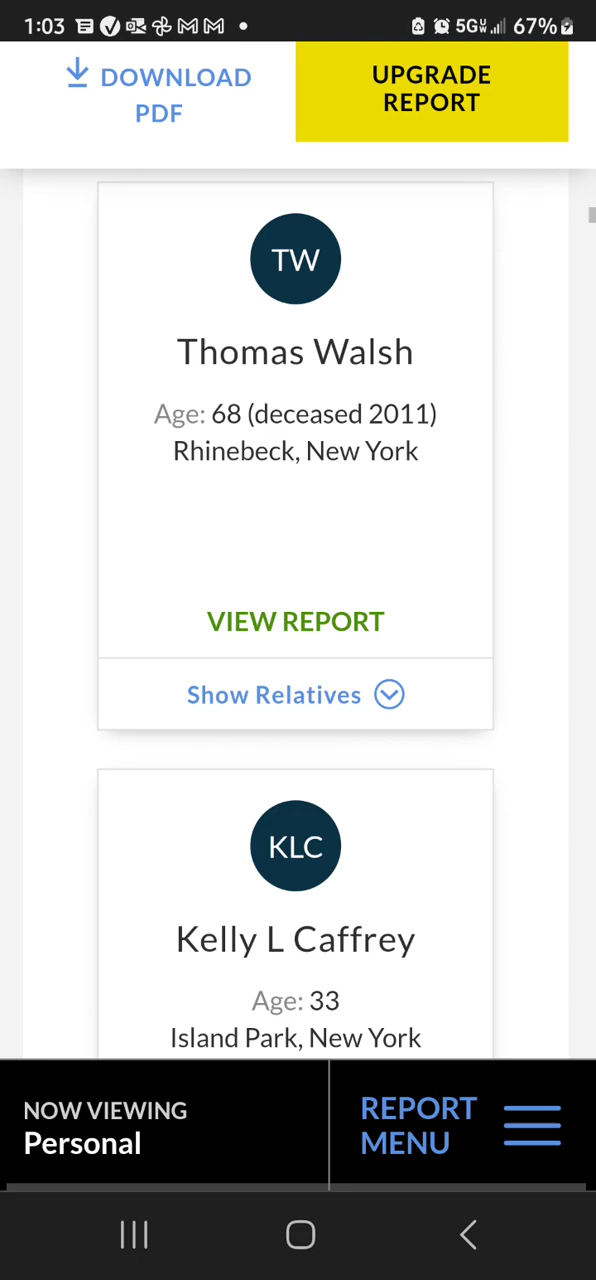 1:03 5G 67%
DOWNLOAD
PDF
UPGRADE
REPORT
TW
Thomas Walsh
Age: 68 (deceased 2011)
Rhinebeck, New York
VIEW REPORT
Show Relatives
KLC
Kelly L Caffrey
Age: 33
Island Park, New York
NOW VIEWING
Personal
REPORT
MENU